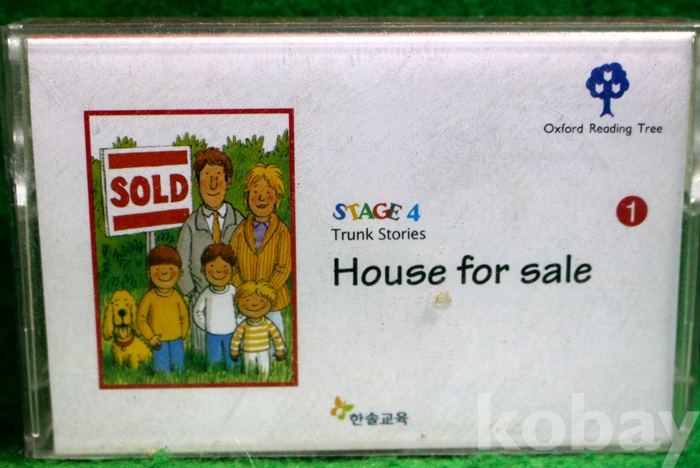 Oxford Reading Tree
SOLD
STAGE 4
1
Trunk Stories
House for sale
한솔교육
kobay